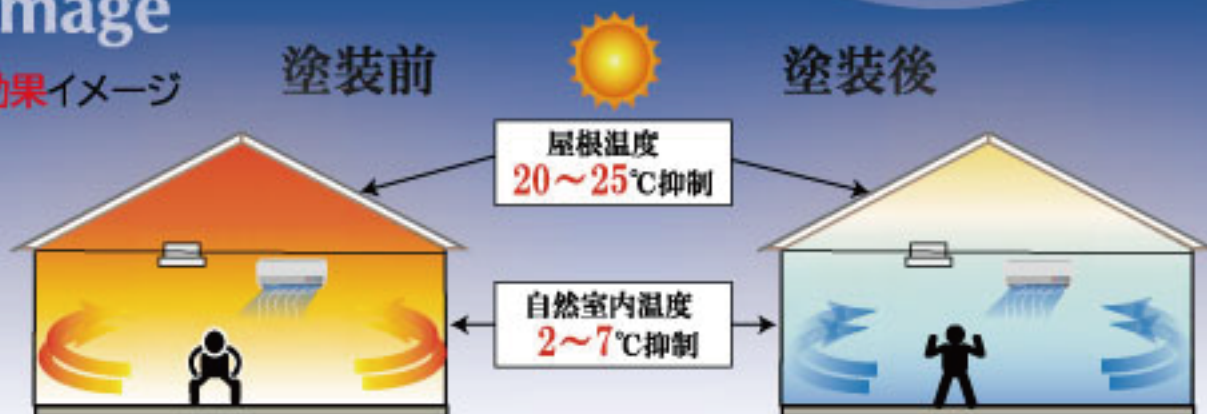 mage
効果イメージ
塗装前
塗装後
屋根温度
20～25℃抑制
自然室内温度
2～7℃抑制